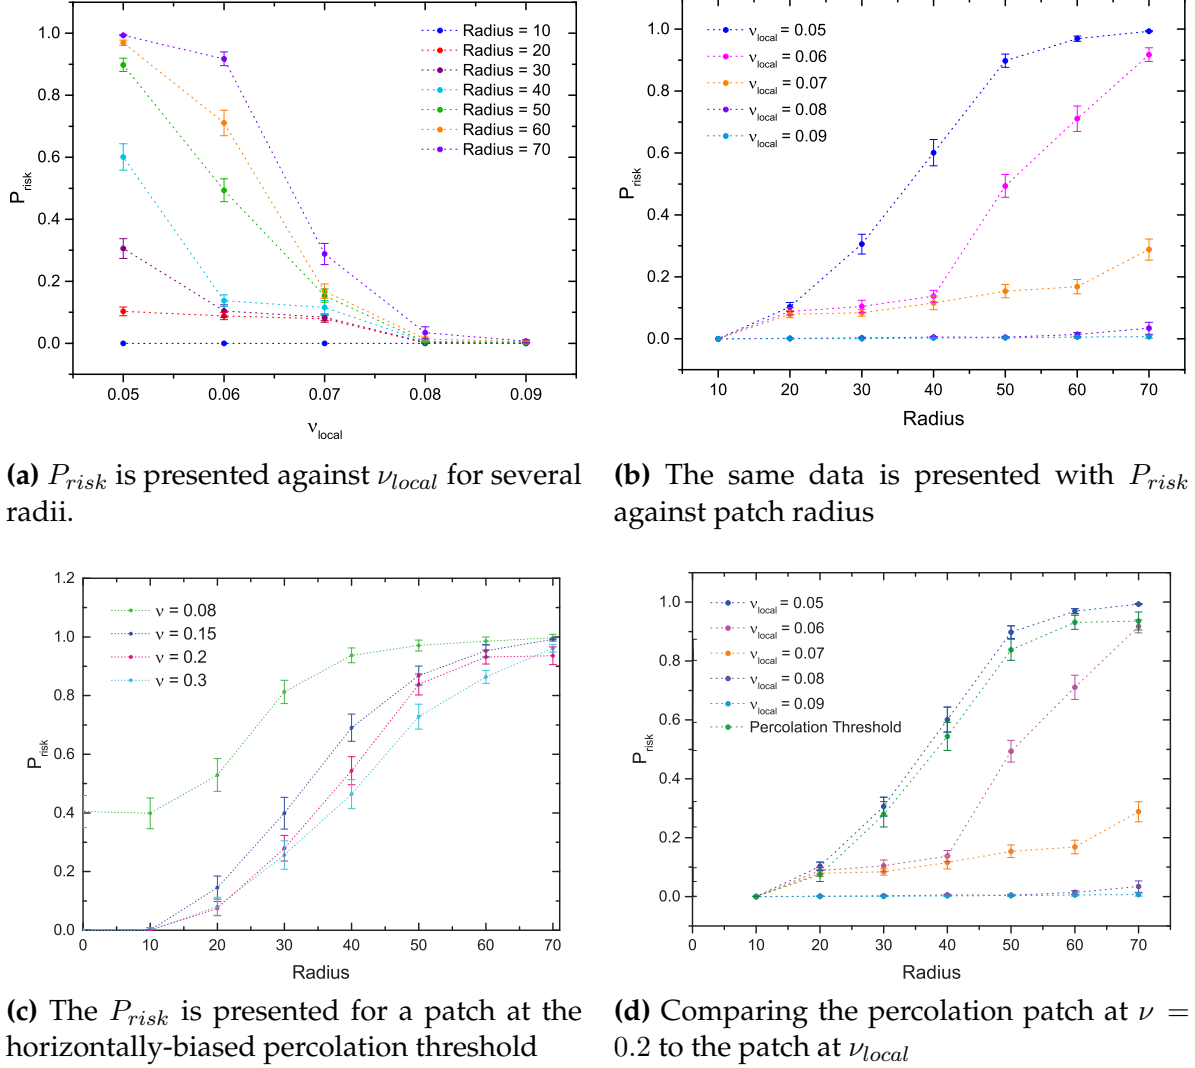 Radius = 10
Radius = 20
Radius = 30
Radius = 40
Radius = 50
Radius = 60
Radius = 70
1.0
0.8
0.6
0.4
0.2
0.0
P_risk
0.05 0.06 0.07 0.08 0.09
ν_local
(a) P_risk is presented against ν_local for several
radii.
ν_local = 0.05
ν_local = 0.06
ν_local = 0.07
ν_local = 0.08
ν_local = 0.09
1.0
0.8
0.6
0.4
0.2
0.0
P_risk
10 20 30 40 50 60 70
Radius
(b) The same data is presented with P_risk
against patch radius
1.2
1.0
0.8
0.6
0.4
0.2
0.0
P_risk
ν = 0.08
ν = 0.15
ν = 0.2
ν = 0.3
0 10 20 30 40 50 60 70
Radius
(c) The P_risk is presented for a patch at the
horizontally-biased percolation threshold
ν_local = 0.05
ν_local = 0.06
ν_local = 0.07
ν_local = 0.08
ν_local = 0.09
Percolation Threshold
1.0
0.8
0.6
0.4
0.2
0.0
P_risk
0 10 20 30 40 50 60 70
Radius
(d) Comparing the percolation patch at ν =
0.2 to the patch at ν_local